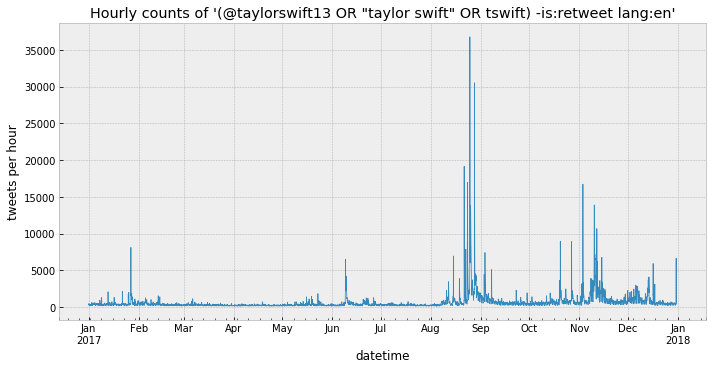 Hourly counts of '(@taylorswift13 OR "taylor swift" OR tswift) -is:retweet lang:en'
tweets per hour
35000
30000
25000
20000
15000
10000
5000
0
Jan Feb Mar Apr May Jun Jul Aug Sep Oct Nov Dec Jan
2017 2018
datetime